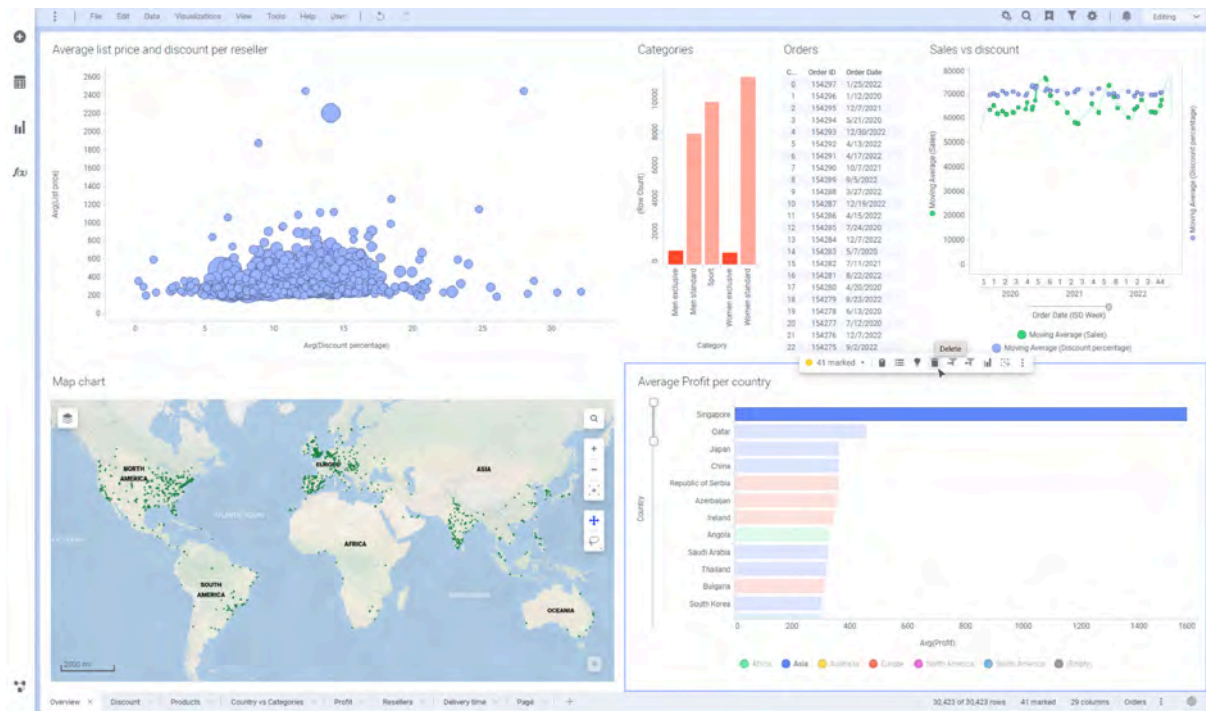 File Edit Data Visualizations View Tools Help User Editing
Average list price and discount per reseller
2600
2400
2200
2000
1800
1600
1400
1200
1000
800
600
400
200
0
Avg(List price)
0 5 10 15 20 25 30
Avg(Discount percentage)
Categories
10000
8000
6000
4000
2000
0
(Row Count)
Men exclusive
Men standard
Sport
Women exclusive
Women standard
Category
Orders
C... Order ID Order Date
0 154297 1/25/2022
1 154296 1/12/2020
2 154295 12/7/2021
3 154294 5/21/2020
4 154293 12/30/2022
5 154292 4/13/2022
6 154291 4/17/2022
7 154290 10/7/2021
8 154289 9/5/2022
9 154288 3/27/2022
10 154287 12/19/2022
11 154286 4/15/2022
12 154285 7/24/2020
13 154284 12/7/2022
14 154283 5/7/2020
15 154282 7/11/2021
16 154281 8/22/2022
17 154280 4/20/2020
18 154279 9/23/2022
19 154278 6/13/2020
20 154277 7/12/2020
21 154276 12/7/2022
22 154275 9/2/2022
Sales vs discount
80000
70000
60000
50000
40000
30000
20000
10000
0
Moving Average (Sales)
Moving Average (Discount percentage)
2020 2021 2022
Order Date (ISO Week)
Moving Average (Sales)
Moving Average (Discount percentage)
Delete
41 marked
Map chart
NORTH AMERICA
EUROPE
ASIA
AFRICA
SOUTH AMERICA
OCEANIA
Average Profit per country
Country
Singapore
Qatar
Japan
China
Republic of Serbia
Azerbaijan
Ireland
Angola
Saudi Arabia
Thailand
Bulgaria
South Korea
0 200 400 600 800 1000 1200 1400 1600
Avg(Profit)
Africa Asia Australia Europe North America South America (Empty)
Overview Discount Products Country vs Categories Profit Resellers Delivery time Page
30,423 of 30,423 rows 41 marked 29 columns Orders